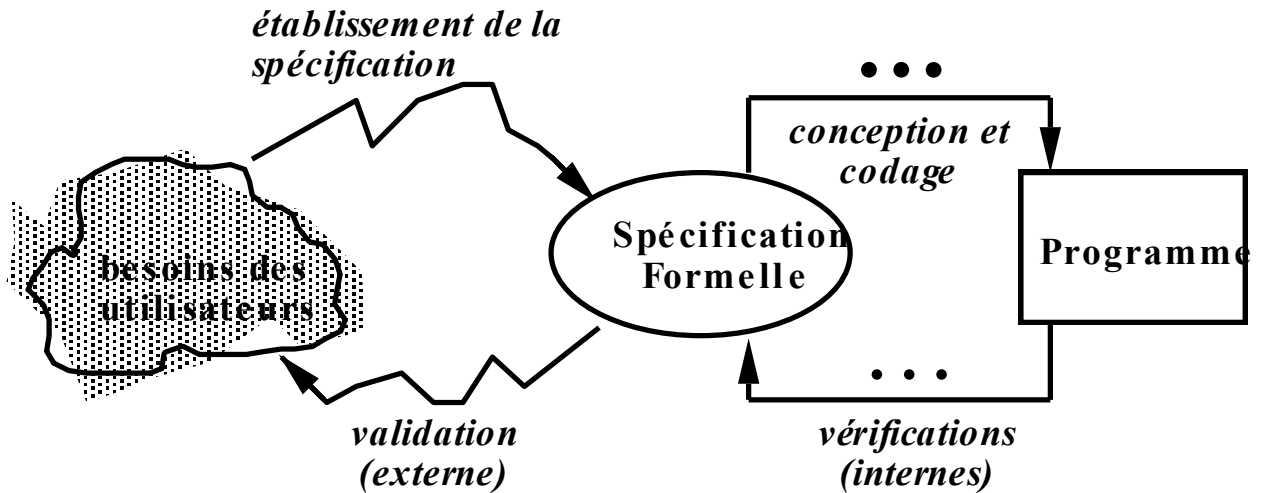 établissement de la
spécification
• • •
conception et
codage
besoins des
utilisateurs
Spécification
Formelle
Programme
• • •
validation
(externe)
vérifications
(internes)